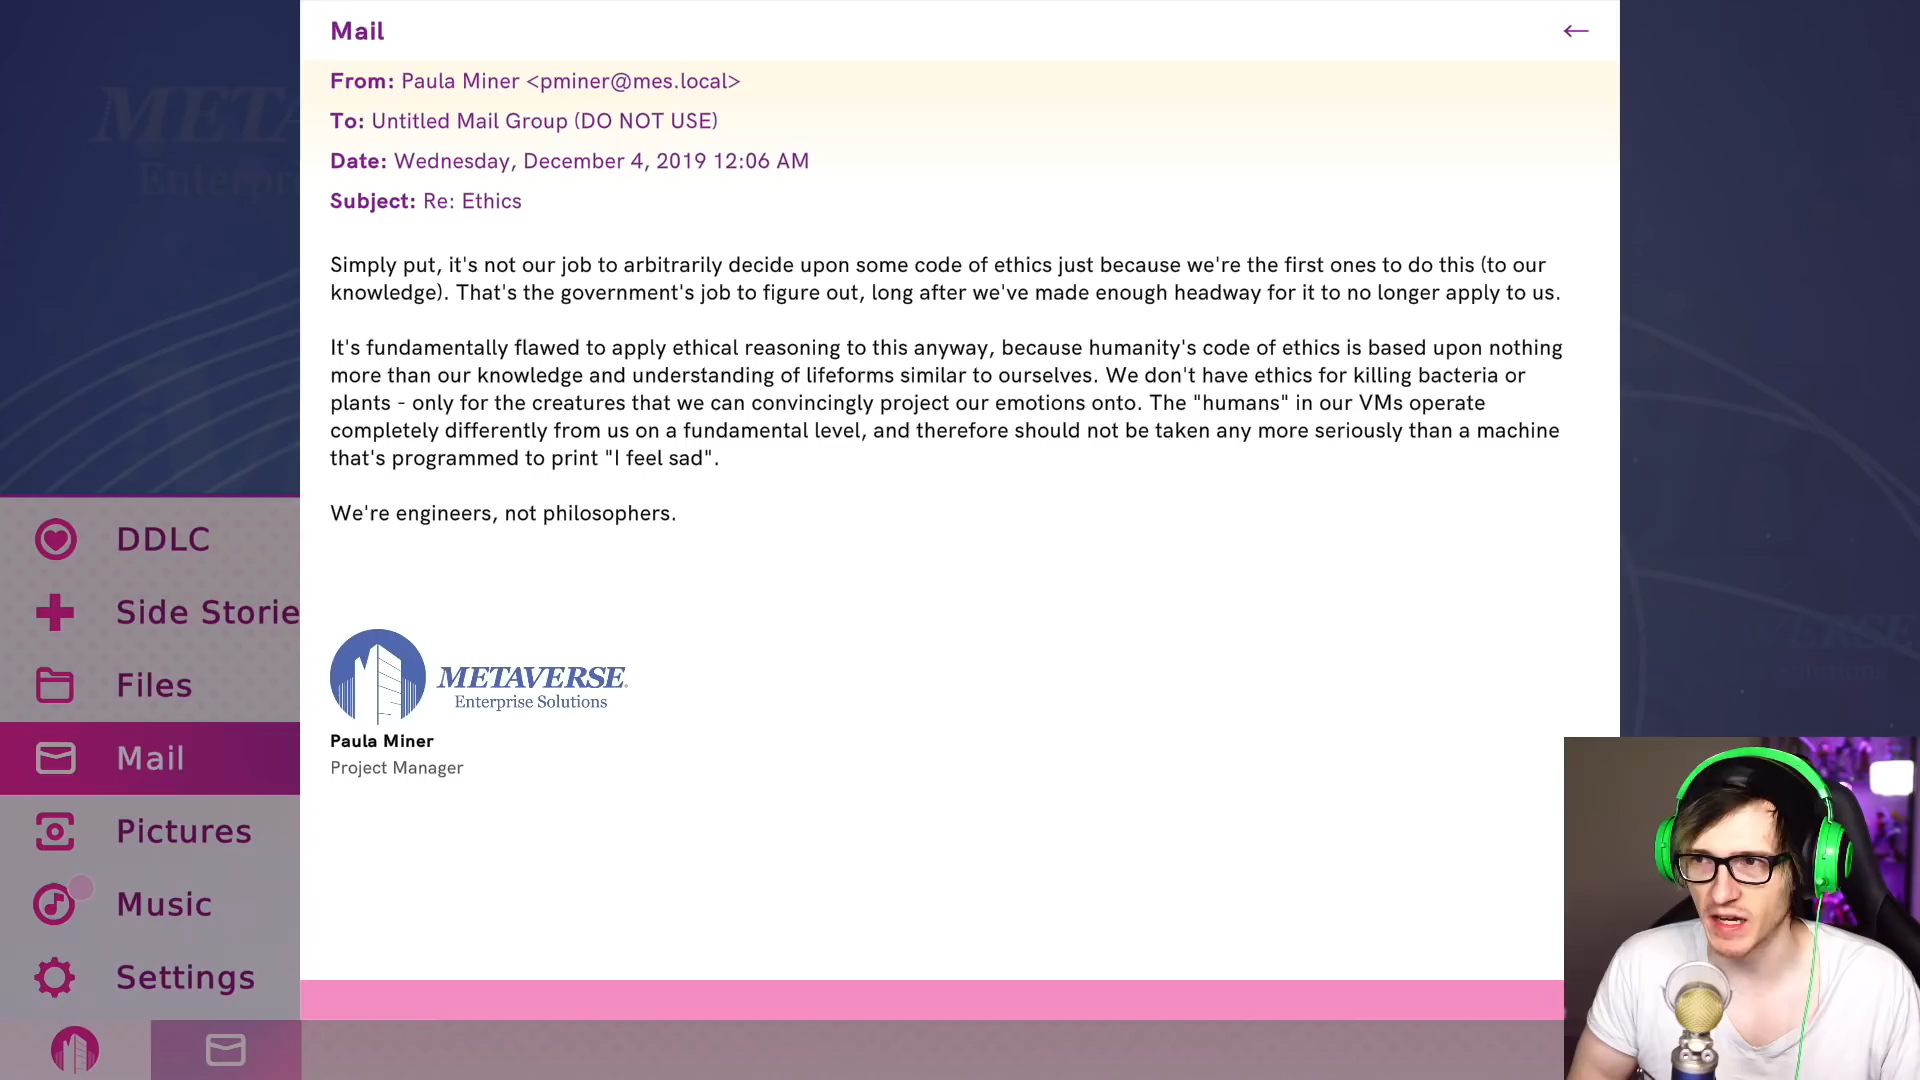 Mail
←
From: Paula Miner <pminer@mes.local>
To: Untitled Mail Group (DO NOT USE)
Date: Wednesday, December 4, 2019 12:06 AM
Subject: Re: Ethics
Simply put, it's not our job to arbitrarily decide upon some code of ethics just because we're the first ones to do this (to our
knowledge). That's the government's job to figure out, long after we've made enough headway for it to no longer apply to us.
It's fundamentally flawed to apply ethical reasoning to this anyway, because humanity's code of ethics is based upon nothing
more than our knowledge and understanding of lifeforms similar to ourselves. We don't have ethics for killing bacteria or
plants - only for the creatures that we can convincingly project our emotions onto. The "humans" in our VMs operate
completely differently from us on a fundamental level, and therefore should not be taken any more seriously than a machine
that's programmed to print "I feel sad".
We're engineers, not philosophers.
METAVERSE
Enterprise Solutions
Paula Miner
Project Manager
META
Enterpri
DDLC
Side Storie
Files
Mail
Pictures
Music
Settings